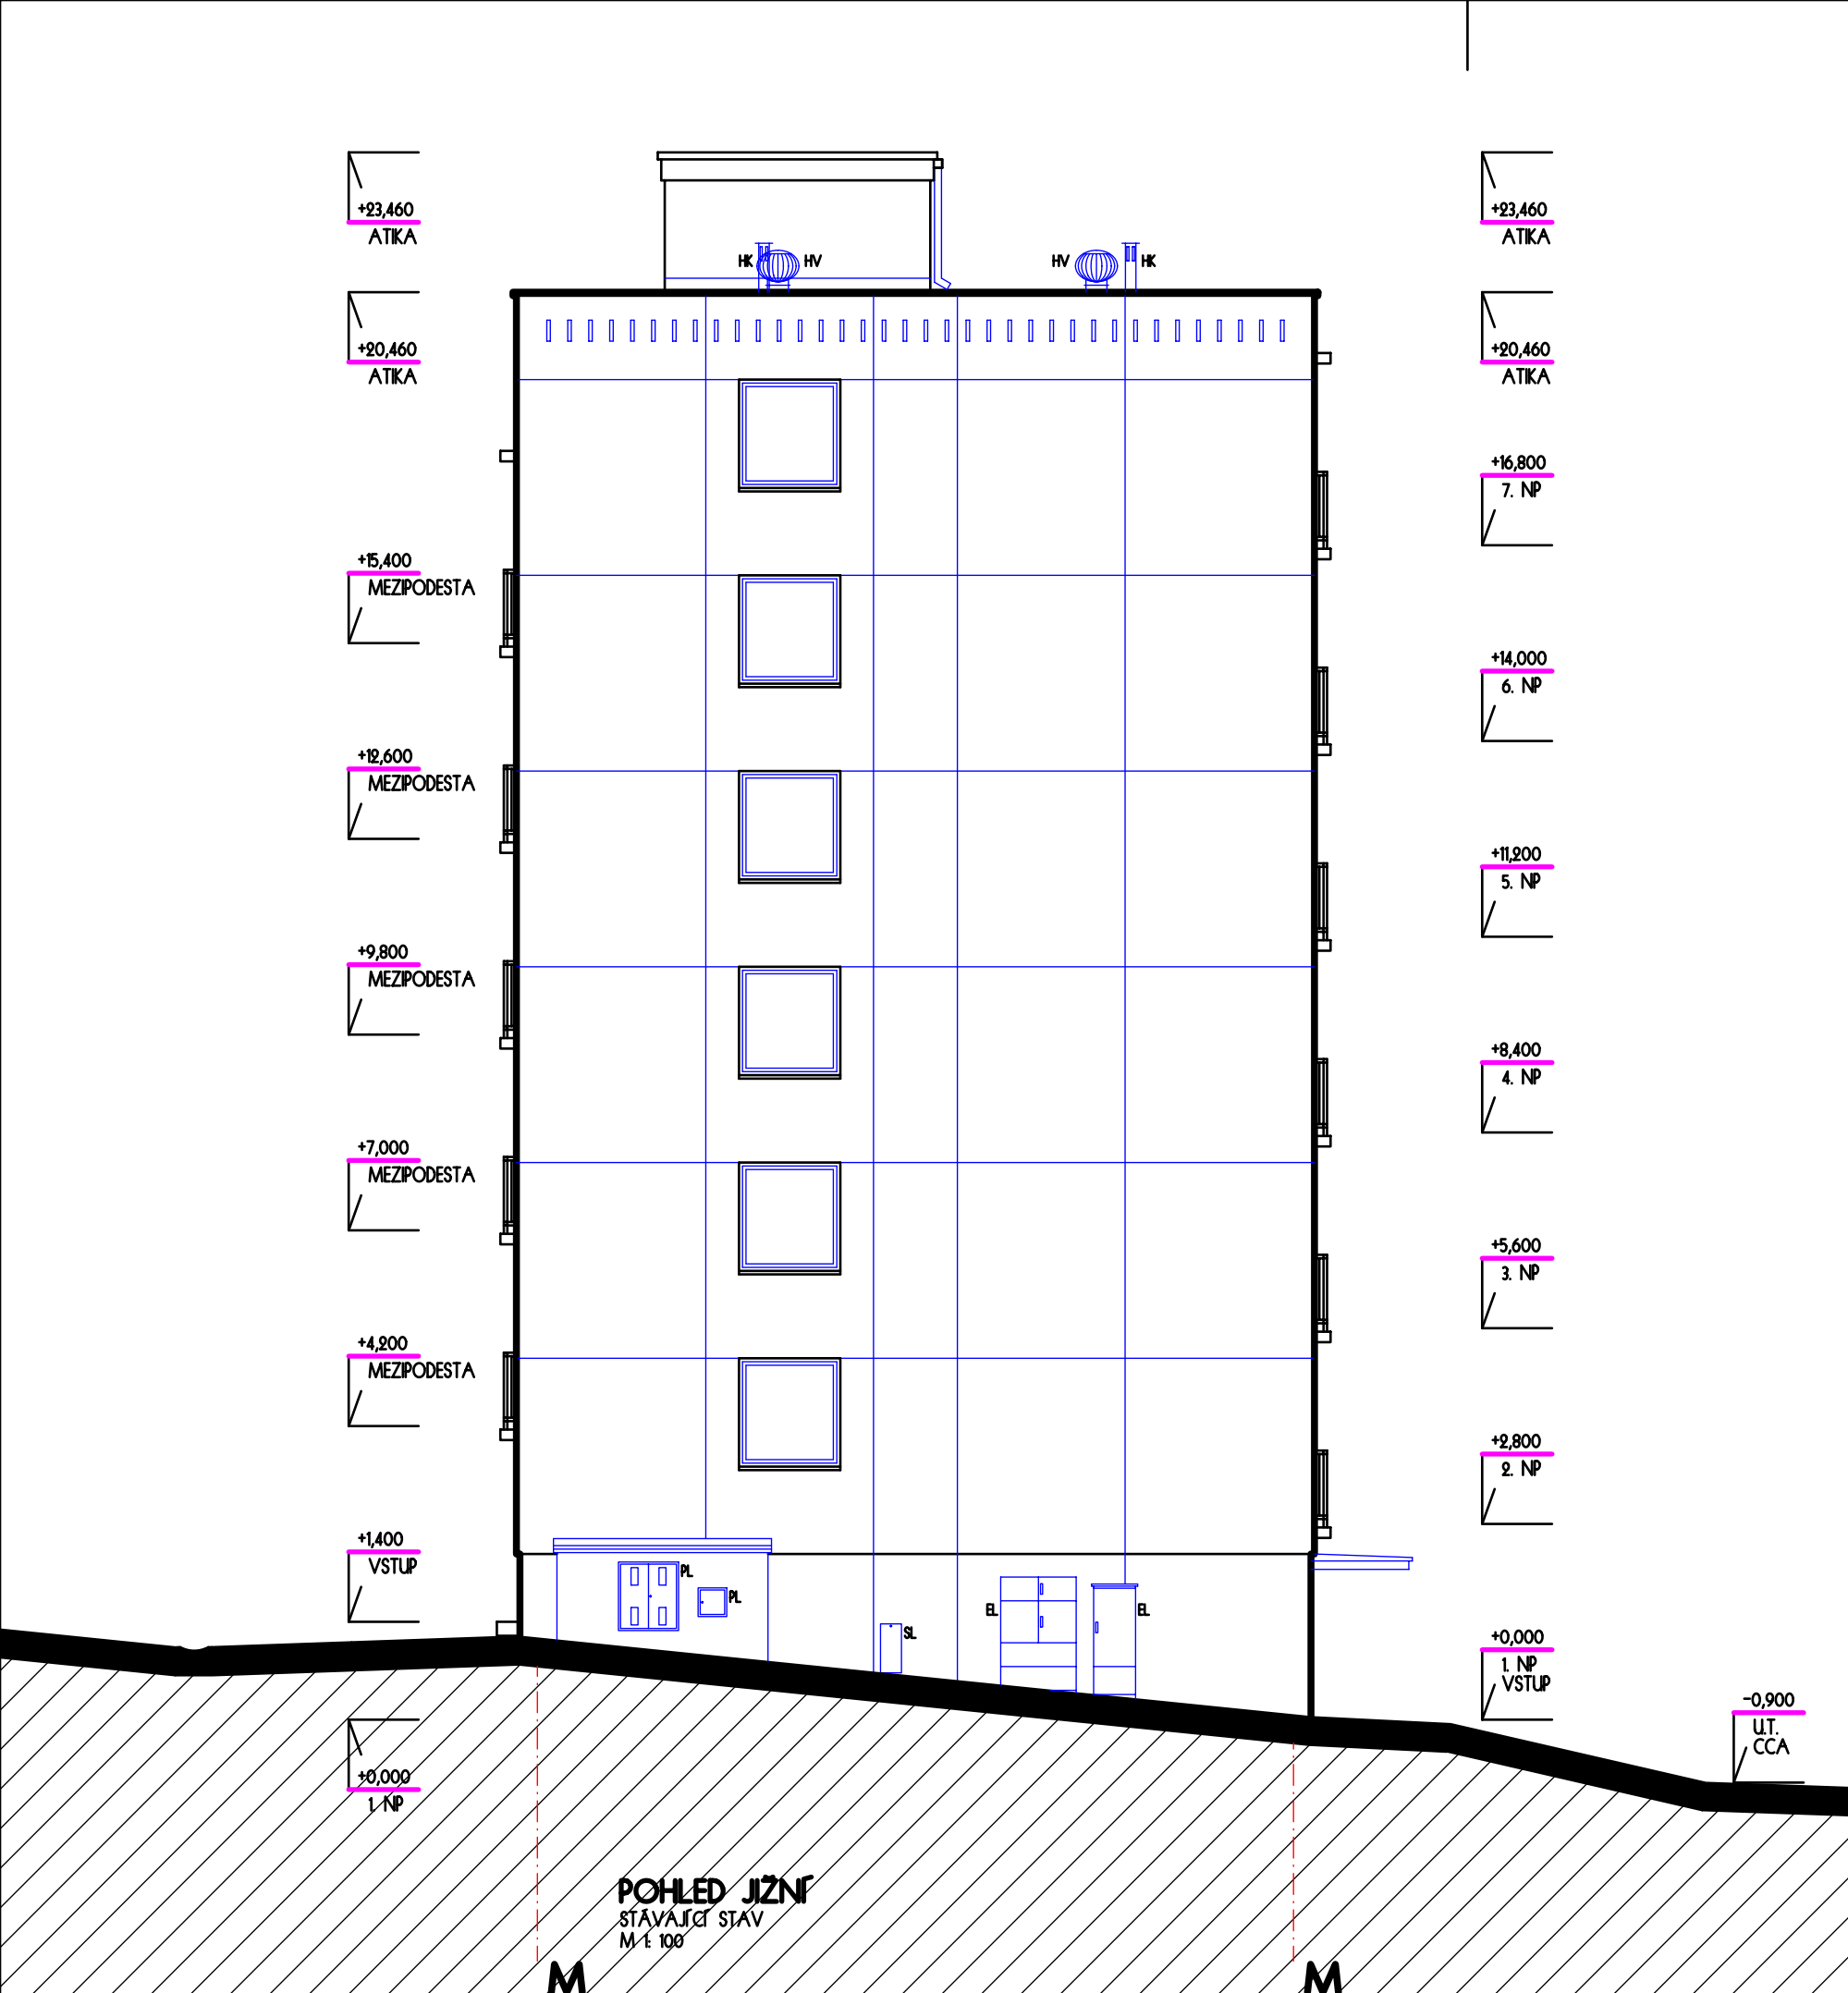 +23,460
ATIKA
+23,460
ATIKA
HK
HV
HV
HK
+20,460
ATIKA
+20,460
ATIKA
+16,800
7. NP
+15,400
MEZIPODESTA
+14,000
6. NP
+12,600
MEZIPODESTA
+11,200
5. NP
+9,800
MEZIPODESTA
+8,400
4. NP
+7,000
MEZIPODESTA
+5,600
3. NP
+4,200
MEZIPODESTA
+2,800
2. NP
+1,400
VSTUP
PL
PL
EL
EL
SL
+0,000
1. NP
VSTUP
-0,900
U.T.
CCA
+0,000
1. NP
POHLED JIŽNÍ
STÁVAJÍCÍ STAV
M 1: 100
M
M